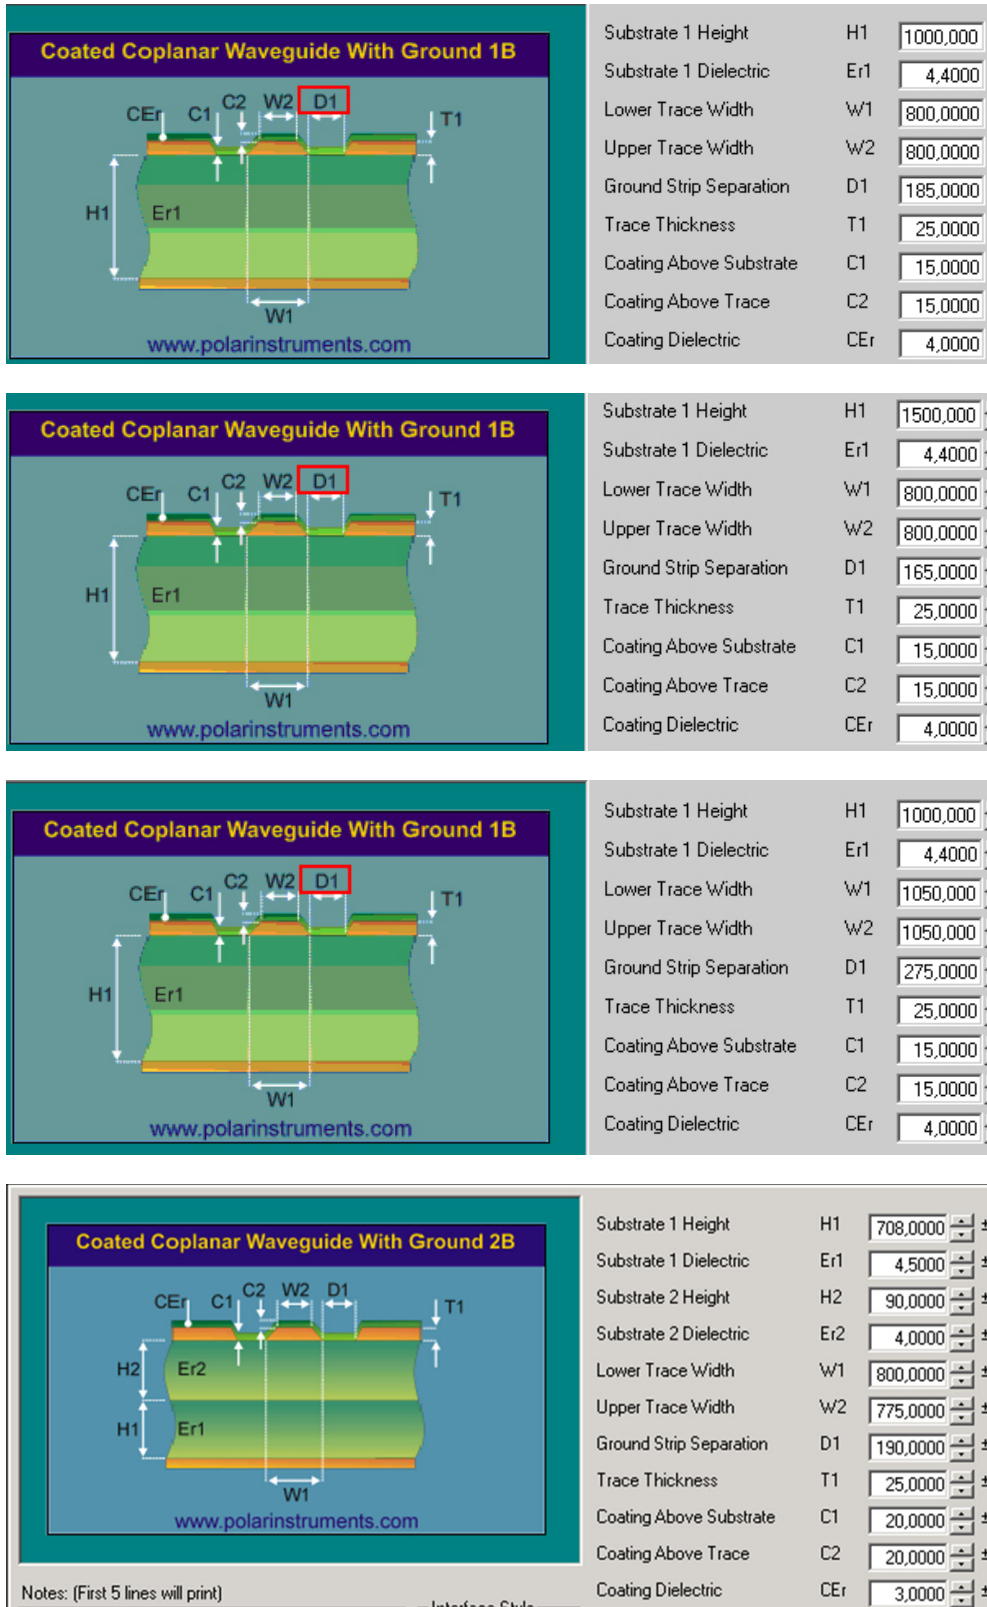 Coated Coplanar Waveguide With Ground 1B
CEr C1 C2 W2 D1 T1
H1 Er1
W1
www.polarinstruments.com
Substrate 1 Height H1 1000,000
Substrate 1 Dielectric Er1 4,4000
Lower Trace Width W1 800,0000
Upper Trace Width W2 800,0000
Ground Strip Separation D1 185,0000
Trace Thickness T1 25,0000
Coating Above Substrate C1 15,0000
Coating Above Trace C2 15,0000
Coating Dielectric CEr 4,0000
Coated Coplanar Waveguide With Ground 1B
CEr C1 C2 W2 D1 T1
H1 Er1
W1
www.polarinstruments.com
Substrate 1 Height H1 1500,000
Substrate 1 Dielectric Er1 4,4000
Lower Trace Width W1 800,0000
Upper Trace Width W2 800,0000
Ground Strip Separation D1 165,0000
Trace Thickness T1 25,0000
Coating Above Substrate C1 15,0000
Coating Above Trace C2 15,0000
Coating Dielectric CEr 4,0000
Coated Coplanar Waveguide With Ground 1B
CEr C1 C2 W2 D1 T1
H1 Er1
W1
www.polarinstruments.com
Substrate 1 Height H1 1000,000
Substrate 1 Dielectric Er1 4,4000
Lower Trace Width W1 1050,000
Upper Trace Width W2 1050,000
Ground Strip Separation D1 275,0000
Trace Thickness T1 25,0000
Coating Above Substrate C1 15,0000
Coating Above Trace C2 15,0000
Coating Dielectric CEr 4,0000
Coated Coplanar Waveguide With Ground 2B
CEr C1 C2 W2 D1 T1
H2 Er2
H1 Er1
W1
www.polarinstruments.com
Substrate 1 Height H1 708,0000 ±
Substrate 1 Dielectric Er1 4,5000 ±
Substrate 2 Height H2 90,0000 ±
Substrate 2 Dielectric Er2 4,0000 ±
Lower Trace Width W1 800,0000 ±
Upper Trace Width W2 775,0000 ±
Ground Strip Separation D1 190,0000 ±
Trace Thickness T1 25,0000 ±
Coating Above Substrate C1 20,0000 ±
Coating Above Trace C2 20,0000 ±
Coating Dielectric CEr 3,0000 ±
Notes: (First 5 lines will print)
Interface Style